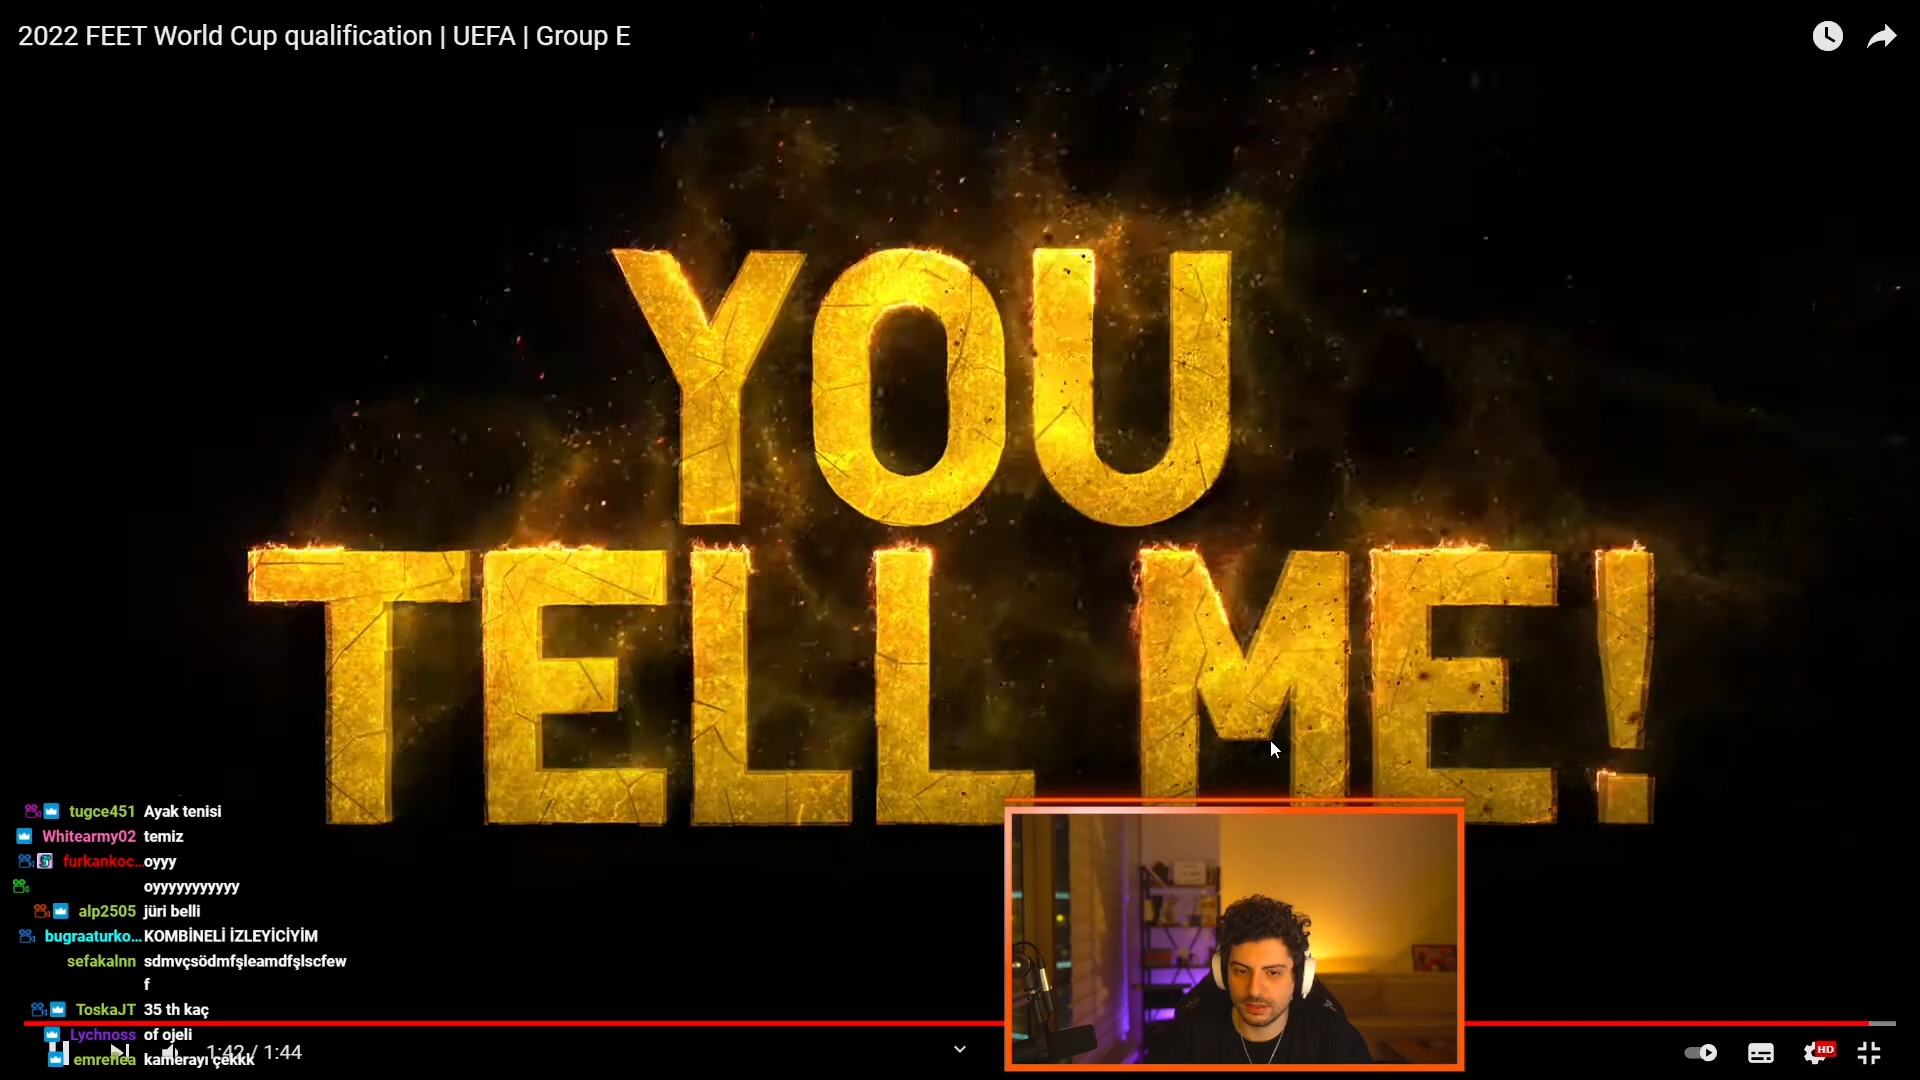 2022 FEET World Cup qualification | UEFA | Group E
YOU
TELL ME!
tugce451 Ayak tenisi
Whitearmy02 temiz
furkankoc... oyyy
oyyyyyyyyyy
alp2505 jüri belli
bugraaturko... KOMBİNELİ İZLEYİCİYİM
sefakalnn sdmvçsödmfşleamdfşlscfew
f
ToskaJT 35 th kaç
Lychnoss of ojeli
1:42 / 1:44
HD
emreflea kamerayı çekkk